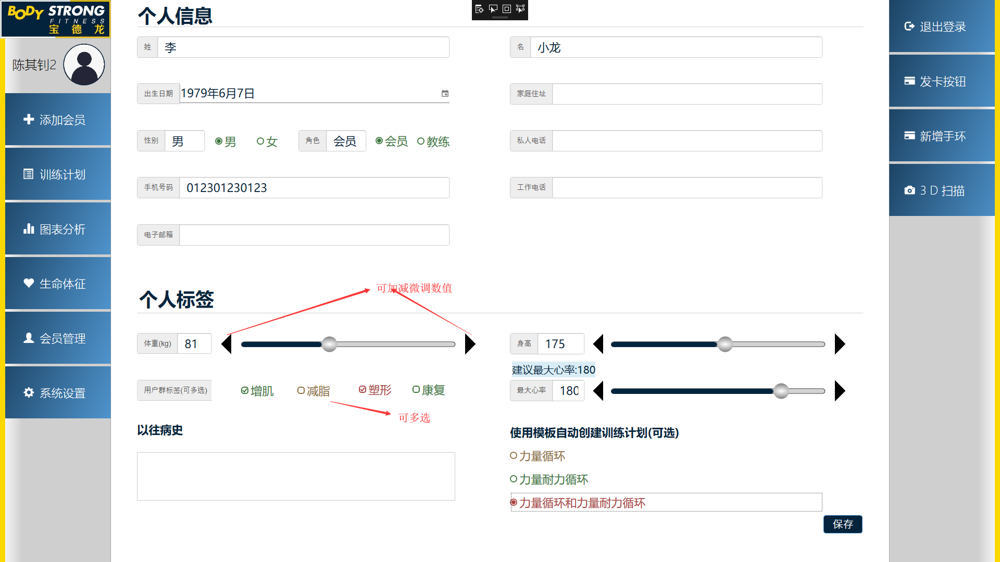 BODY STRONG
FITNESS
宝德龙
陈其钊2
添加会员
训练计划
图表分析
生命体征
会员管理
系统设置
个人信息
姓 李
名 小龙
出生日期 1979年6月7日
家庭住址
性别 男 男 女 角色 会员 会员 教练
私人电话
手机号码 012301230123
工作电话
电子邮箱
可加减微调数值
个人标签
体重(kg) 81
身高 175
建议最大心率:180
用户群标签(可多选) 增肌 减脂 塑形 康复
最大心率 180
可多选
以往病史
使用模板自动创建训练计划(可选)
力量循环
力量耐力循环
力量循环和力量耐力循环
保存
退出登录
发卡按钮
新增手环
3 D 扫描